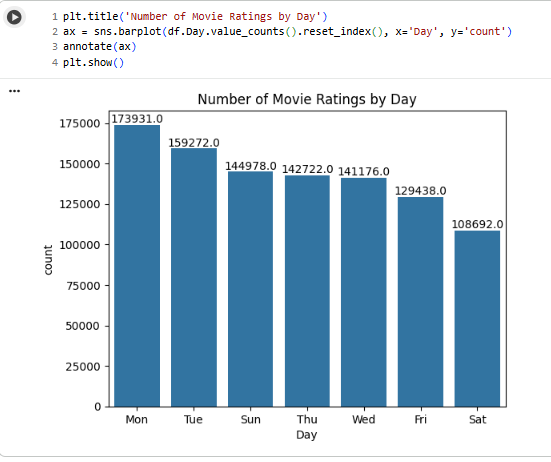 1 plt.title('Number of Movie Ratings by Day')
2 ax = sns.barplot(df.Day.value_counts().reset_index(), x='Day', y='count')
3 annotate(ax)
4 plt.show()
...
Number of Movie Ratings by Day
175000
150000
125000
100000
75000
50000
25000
0
count
173931.0
159272.0
144978.0
142722.0
141176.0
129438.0
108692.0
Mon Tue Sun Thu Wed Fri Sat
Day